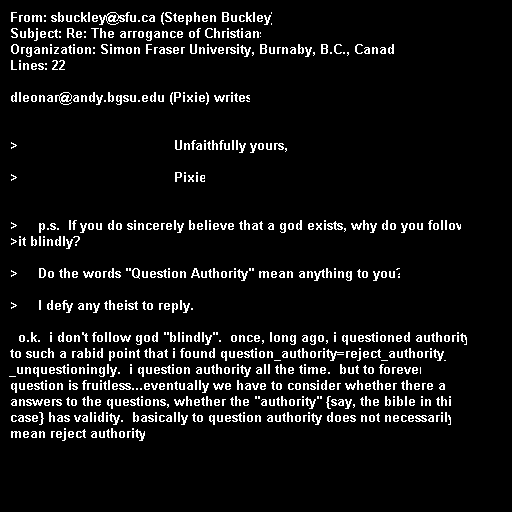 From: sbuckley@sfu.ca (Stephen Buckley)
Subject: Re: The arrogance of Christians
Organization: Simon Fraser University, Burnaby, B.C., Canad
Lines: 22
dleonar@andy.bgsu.edu (Pixie) writes
> Unfaithfully yours,
> Pixie
> p.s. If you do sincerely believe that a god exists, why do you follow
>it blindly?
> Do the words "Question Authority" mean anything to you?
> I defy any theist to reply.
o.k. i don't follow god "blindly". once, long ago, i questioned authority
to such a rabid point that i found question_authority=reject_authority_
_unquestioningly. i question authority all the time. but to forever
question is fruitless...eventually we have to consider whether there a
answers to the questions, whether the "authority" {say, the bible in thi
case} has validity. basically to question authority does not necessarily
mean reject authority